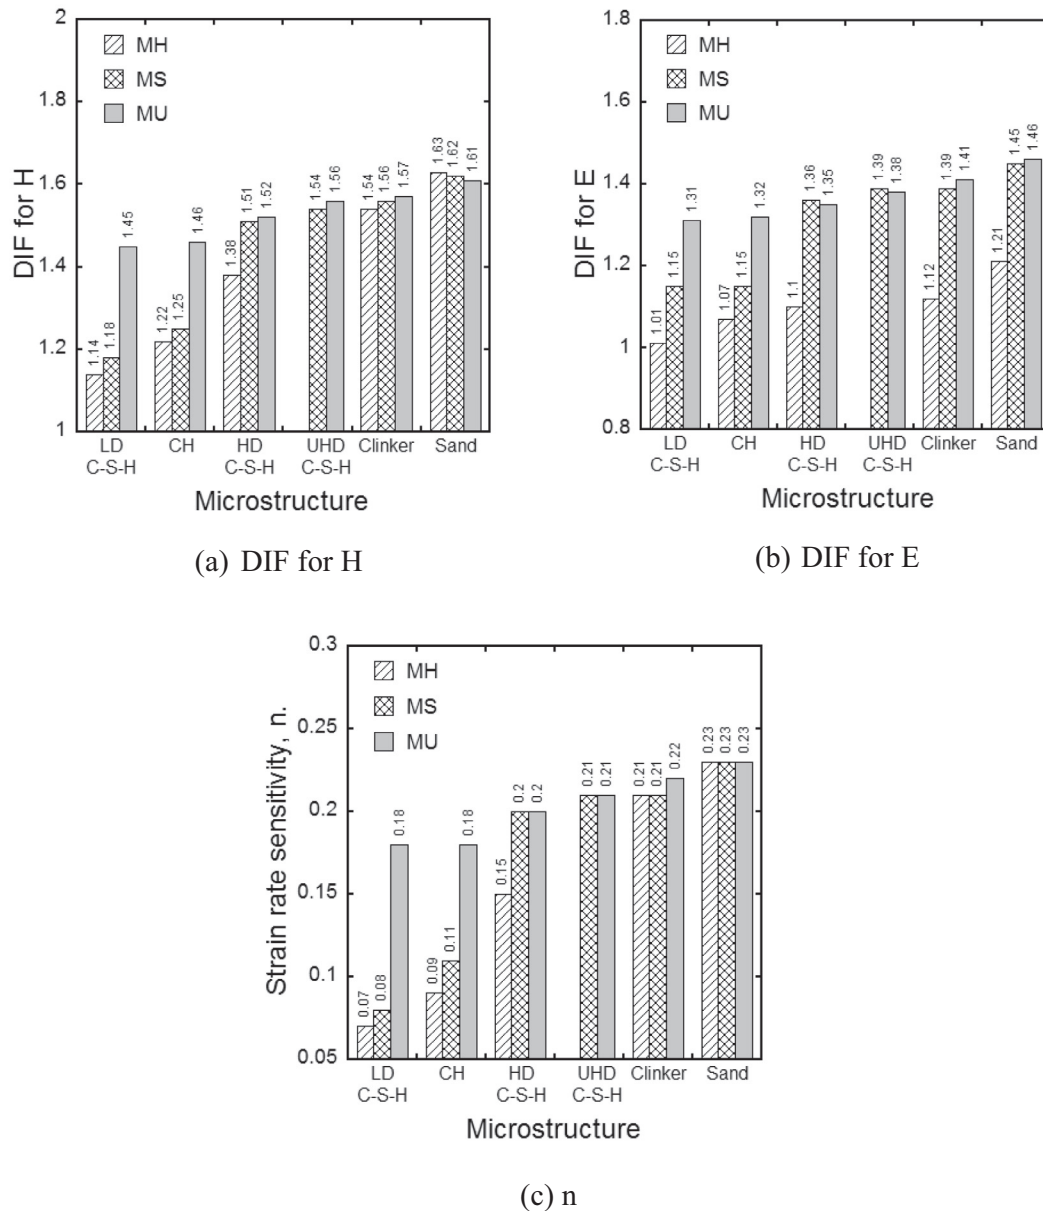 2
1.8
1.6
1.4
1.2
1
DIF for H
MH
MS
MU
1.14
1.18
1.45
1.22
1.25
1.46
1.38
1.51
1.52
1.54
1.56
1.54
1.56
1.57
1.63
1.62
1.61
LD
C-S-H
CH
HD
C-S-H
UHD
C-S-H
Clinker
Sand
Microstructure
(a) DIF for H
1.8
1.6
1.4
1.2
1
0.8
DIF for E
MH
MS
MU
1.01
1.15
1.31
1.07
1.15
1.32
1.1
1.36
1.35
1.39
1.38
1.12
1.39
1.41
1.21
1.45
1.46
LD
C-S-H
CH
HD
C-S-H
UHD
C-S-H
Clinker
Sand
Microstructure
(b) DIF for E
0.3
0.25
0.2
0.15
0.1
0.05
Strain rate sensitivity, n.
MH
MS
MU
0.07
0.08
0.18
0.09
0.11
0.18
0.15
0.2
0.2
0.21
0.21
0.21
0.21
0.22
0.23
0.23
0.23
LD
C-S-H
CH
HD
C-S-H
UHD
C-S-H
Clinker
Sand
Microstructure
(c) n